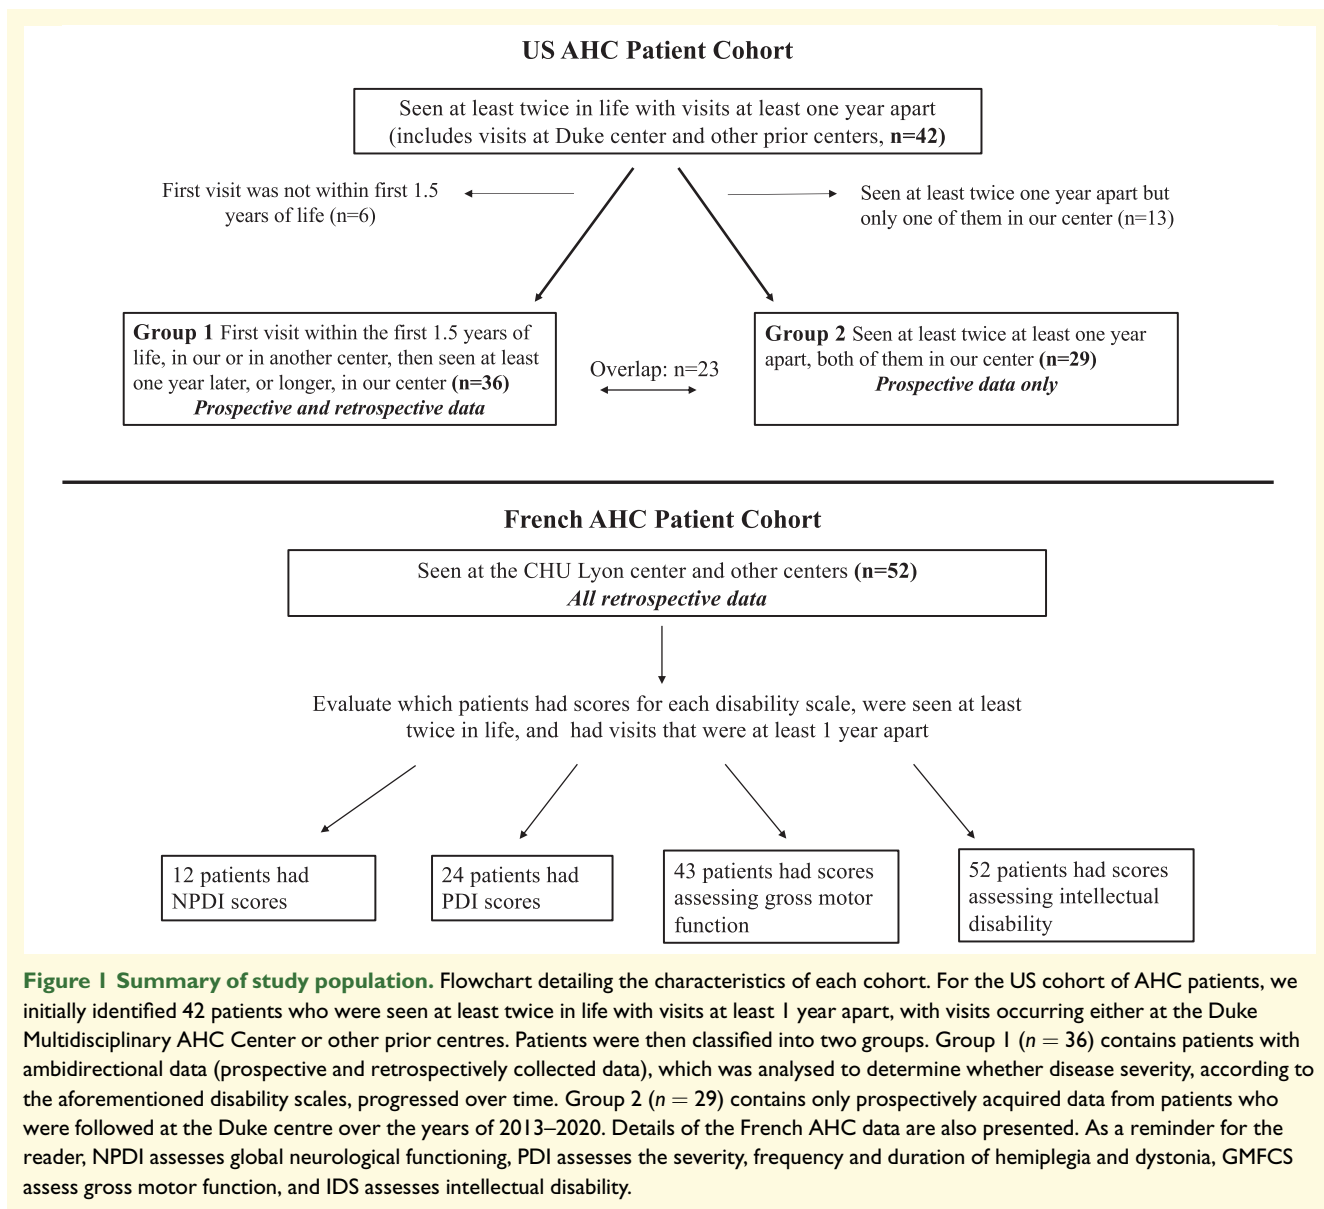 US AHC Patient Cohort
Seen at least twice in life with visits at least one year apart
(includes visits at Duke center and other prior centers, n=42)
First visit was not within first 1.5
years of life (n=6)
Seen at least twice one year apart but
only one of them in our center (n=13)
Group 1 First visit within the first 1.5 years of
life, in our or in another center, then seen at least
one year later, or longer, in our center (n=36)
Prospective and retrospective data
Overlap: n=23
Group 2 Seen at least twice at least one year
apart, both of them in our center (n=29)
Prospective data only
French AHC Patient Cohort
Seen at the CHU Lyon center and other centers (n=52)
All retrospective data
Evaluate which patients had scores for each disability scale, were seen at least
twice in life, and had visits that were at least 1 year apart
12 patients had
NPDI scores
24 patients had
PDI scores
43 patients had scores
assessing gross motor
function
52 patients had scores
assessing intellectual
disability
Figure 1 Summary of study population. Flowchart detailing the characteristics of each cohort. For the US cohort of AHC patients, we
initially identified 42 patients who were seen at least twice in life with visits at least 1 year apart, with visits occurring either at the Duke
Multidisciplinary AHC Center or other prior centres. Patients were then classified into two groups. Group 1 (n = 36) contains patients with
ambidirectional data (prospective and retrospectively collected data), which was analysed to determine whether disease severity, according to
the aforementioned disability scales, progressed over time. Group 2 (n = 29) contains only prospectively acquired data from patients who
were followed at the Duke centre over the years of 2013–2020. Details of the French AHC data are also presented. As a reminder for the
reader, NPDI assesses global neurological functioning, PDI assesses the severity, frequency and duration of hemiplegia and dystonia, GMFCS
assess gross motor function, and IDS assesses intellectual disability.